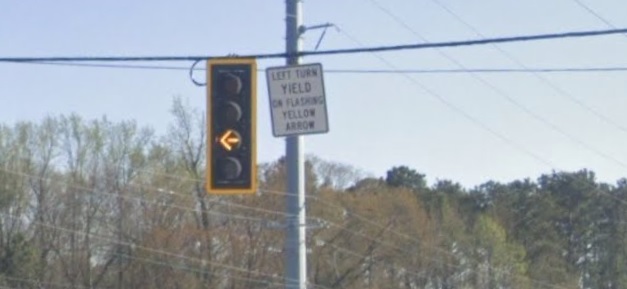 LEFT TURN
YIELD
ON FLASHING
YELLOW
ARROW